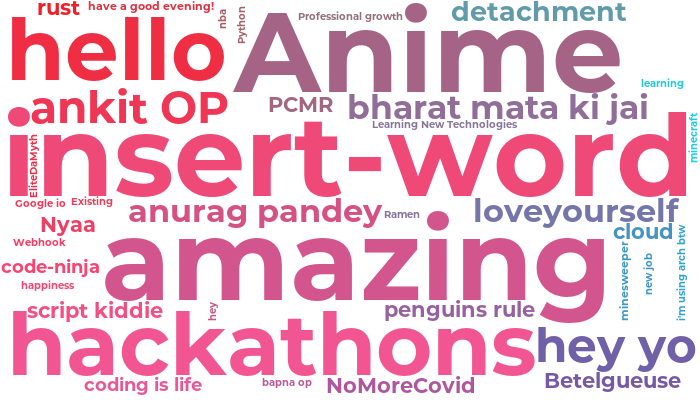 rust
have a good evening!
nba
Python
Professional growth
detachment
hello
Anime
learning
ankit OP
PCMR
bharat mata ki jai
Learning New Technologies
minecraft
insert-word
EliteDaMyth
Google io
Existing
anurag pandey
Ramen
loveyourself
Nyaa
cloud
Webhook
amazing
minesweeper
new job
i'm using arch btw
code-ninja
happiness
script kiddie
hey
penguins rule
hackathons
hey yo
coding is life
bapna op
NoMoreCovid
Betelgueuse